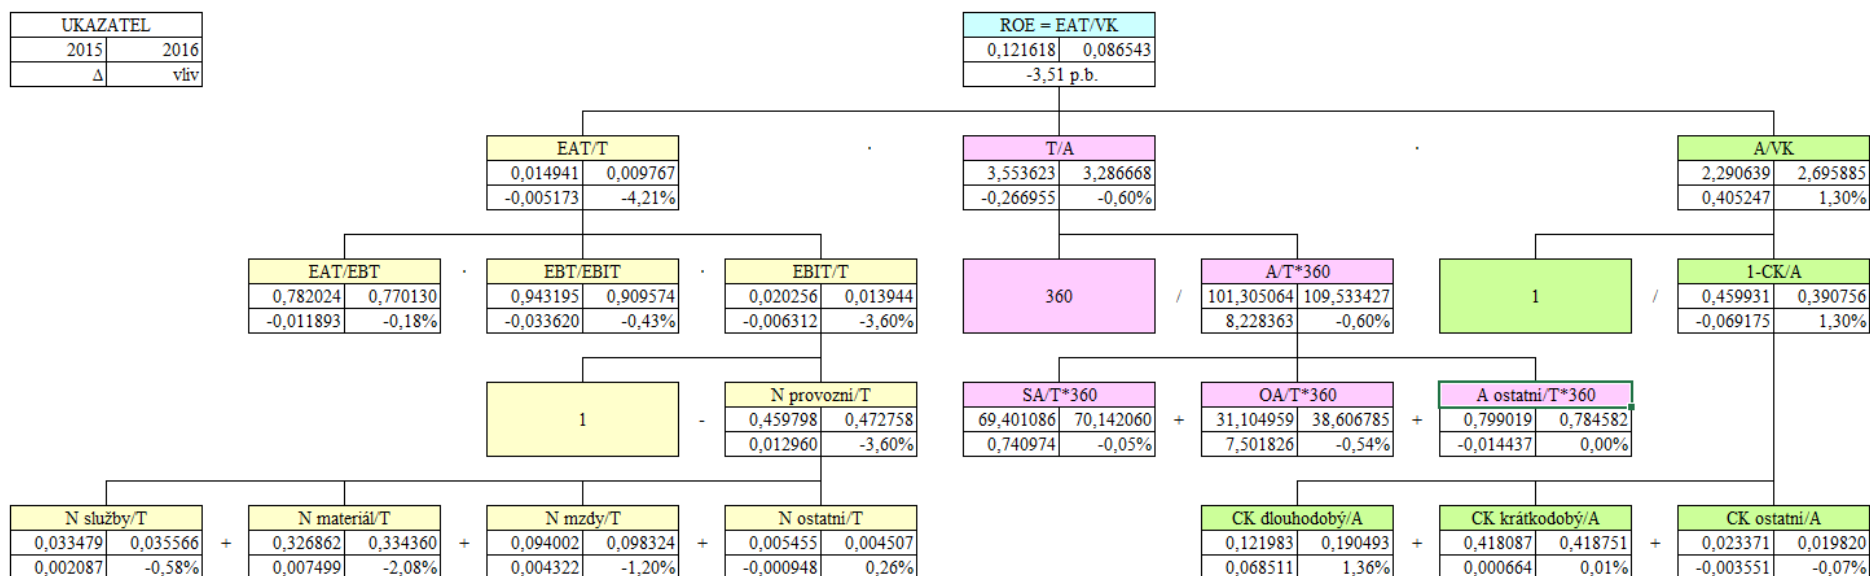 UKAZATEL
2015 2016
Δ vliv
ROE = EAT/VK
0,121618 0,086543
-3,51 p.b.
EAT/T · T/A · A/VK
0,014941 0,009767 3,553623 3,286668 2,290639 2,695885
-0,005173 -4,21% -0,266955 -0,60% 0,405247 1,30%
EAT/EBT · EBT/EBIT · EBIT/T A/T*360 1-CK/A
0,782024 0,770130 0,943195 0,909574 0,020256 0,013944 360 / 101,305064 109,533427 1 / 0,459931 0,390756
-0,011893 -0,18% -0,033620 -0,43% -0,006312 -3,60% 8,228363 -0,60% -0,069175 1,30%
N provozní/T SA/T*360 OA/T*360 A ostatní/T*360
1 - 0,459798 0,472758 69,401086 70,142060 + 31,104959 38,606785 + 0,799019 0,784582
0,012960 -3,60% 0,740974 -0,05% 7,501826 -0,54% -0,014437 0,00%
N služby/T N materiál/T N mzdy/T N ostatní/T CK dlouhodobý/A CK krátkodobý/A CK ostatní/A
0,033479 0,035566 + 0,326862 0,334360 + 0,094002 0,098324 + 0,005455 0,004507 0,121983 0,190493 + 0,418087 0,418751 + 0,023371 0,019820
0,002087 -0,58% 0,007499 -2,08% 0,004322 -1,20% -0,000948 0,26% 0,068511 1,36% 0,000664 0,01% -0,003551 -0,07%